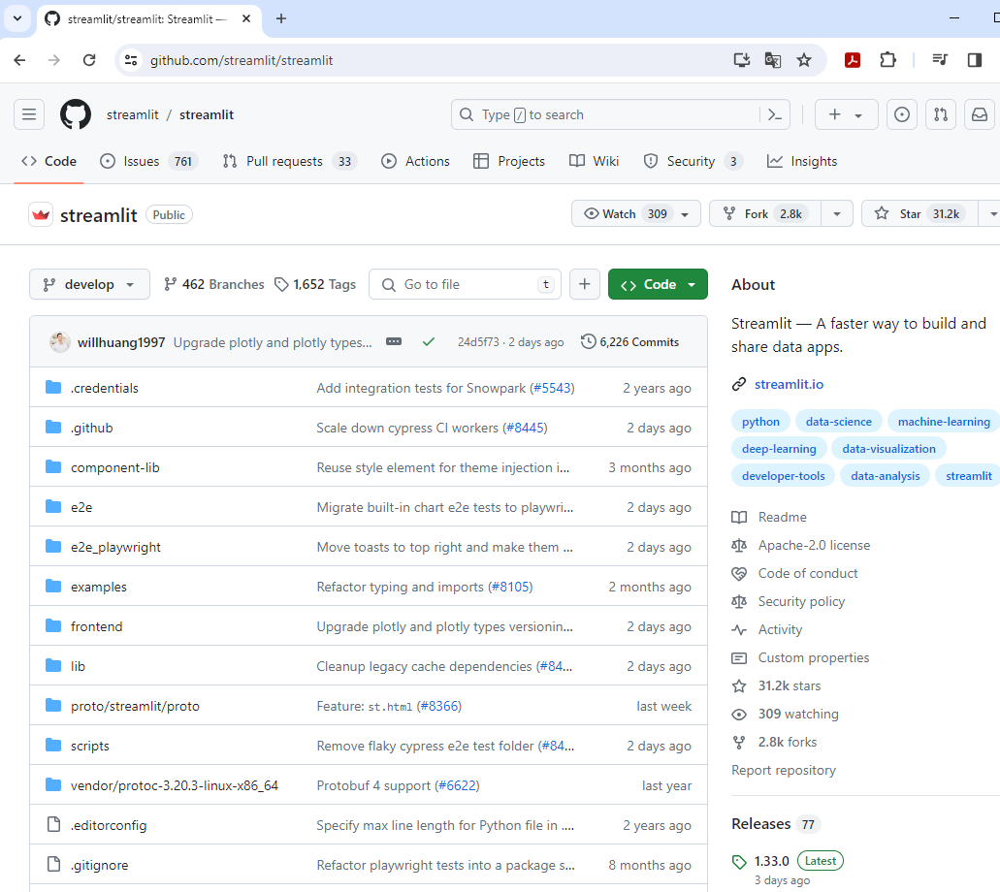 streamlit/streamlit: Streamlit —
github.com/streamlit/streamlit
streamlit / streamlit
Type / to search
Code
Issues 761
Pull requests 33
Actions
Projects
Wiki
Security 3
Insights
streamlit Public
Watch 309
Fork 2.8k
Star 31.2k
develop
462 Branches
1,652 Tags
Go to file t
Code
willhuang1997 Upgrade plotly and plotly types... 24d5f73 · 2 days ago 6,226 Commits
.credentials Add integration tests for Snowpark (#5543) 2 years ago
.github Scale down cypress CI workers (#8445) 2 days ago
component-lib Reuse style element for theme injection i... 3 months ago
e2e Migrate built-in chart e2e tests to playwri... 2 days ago
e2e_playwright Move toasts to top right and make them ... 2 days ago
examples Refactor typing and imports (#8105) 2 months ago
frontend Upgrade plotly and plotly types versionin... 2 days ago
lib Cleanup legacy cache dependencies (#84... 2 days ago
proto/streamlit/proto Feature: st.html (#8366) last week
scripts Remove flaky cypress e2e test folder (#84... 2 days ago
vendor/protoc-3.20.3-linux-x86_64 Protobuf 4 support (#6622) last year
.editorconfig Specify max line length for Python file in .... 2 years ago
.gitignore Refactor playwright tests into a package s... 8 months ago
About
Streamlit — A faster way to build and
share data apps.
streamlit.io
python data-science machine-learning
deep-learning data-visualization
developer-tools data-analysis streamlit
Readme
Apache-2.0 license
Code of conduct
Security policy
Activity
Custom properties
31.2k stars
309 watching
2.8k forks
Report repository
Releases 77
1.33.0 Latest
3 days ago